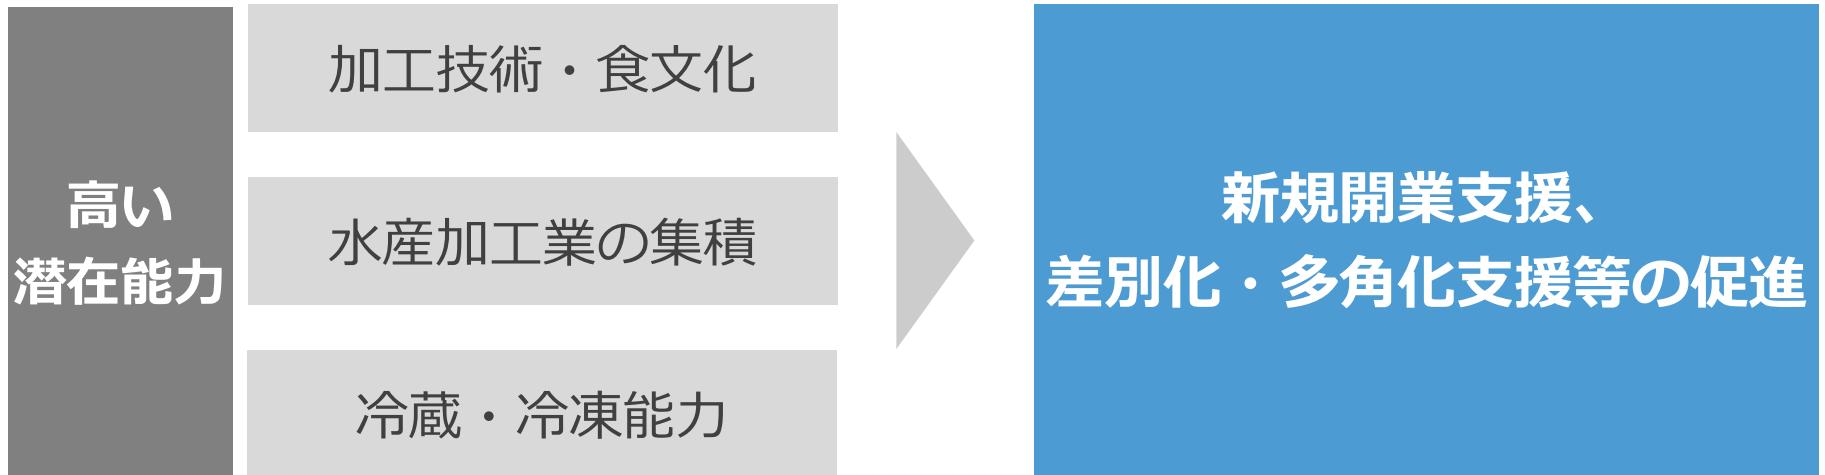 高い
潜在能力
加工技術・食文化
水産加工業の集積
冷蔵・冷凍能力
新規開業支援、
差別化・多角化支援等の促進